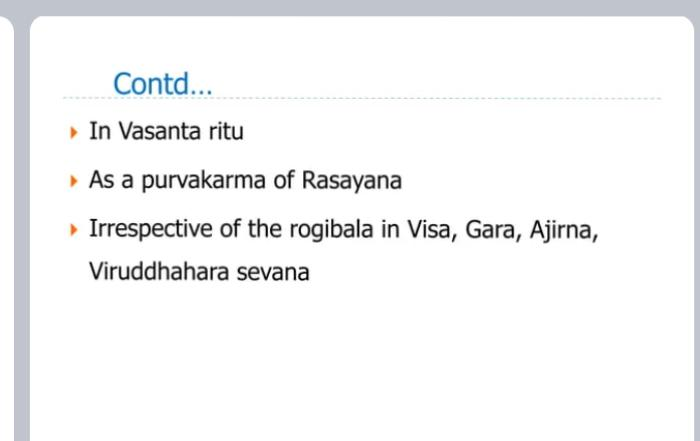 Contd...
In Vasanta ritu
As a purvakarma of Rasayana
Irrespective of the rogibala in Visa, Gara, Ajirna,
Viruddhahara sevana